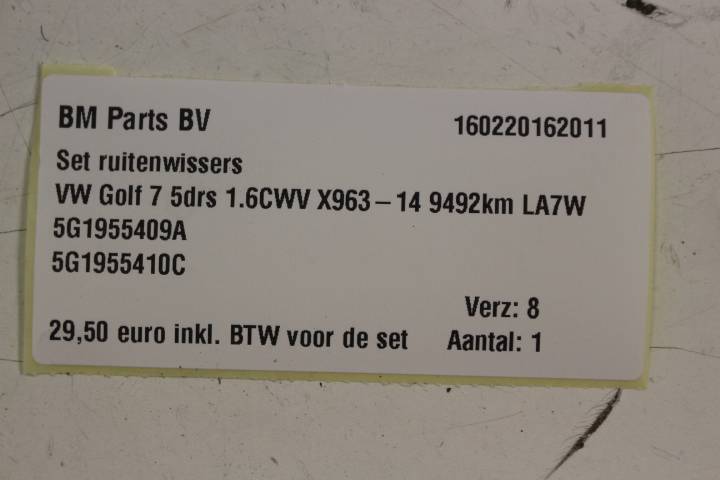 BM Parts BV 160220162011
Set ruitenwissers
VW Golf 7 5drs 1.6CWV X963 – 14 9492km LA7W
5G1955409A
5G1955410C
Verz: 8
29,50 euro inkl. BTW voor de set Aantal: 1